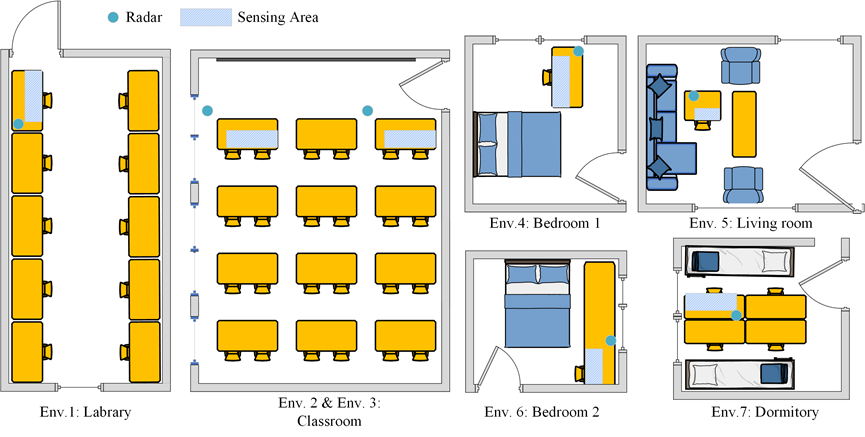 Radar
Sensing Area
Env.4: Bedroom 1
Env. 5: Living room
Env.1: Labrary
Env. 2 & Env. 3:
Classroom
Env. 6: Bedroom 2
Env.7: Dormitory